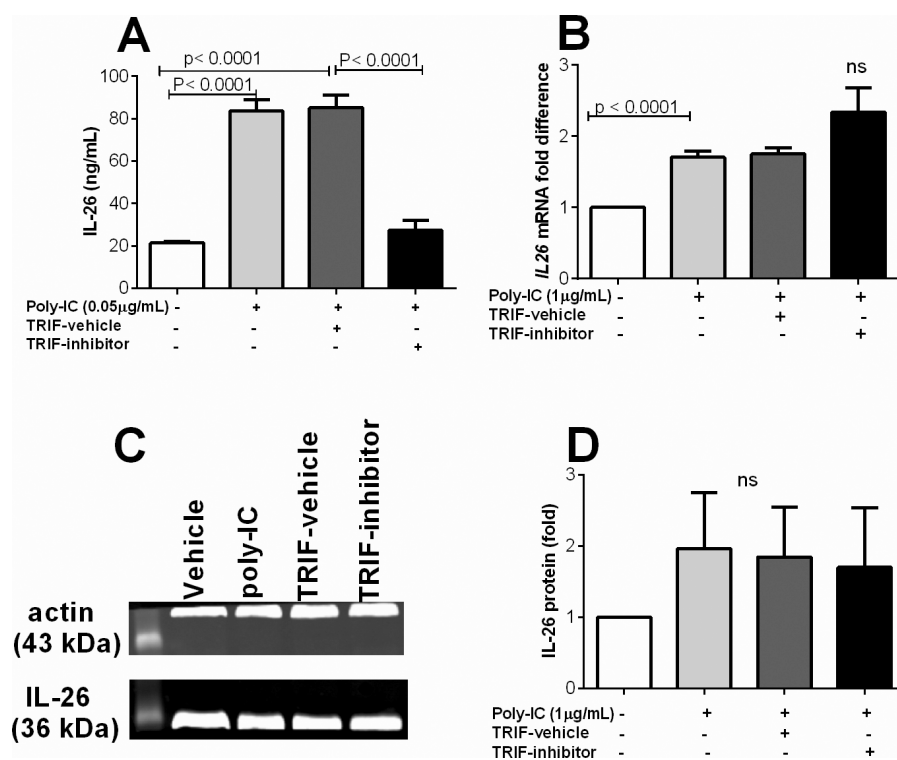 A
p< 0.0001
P< 0.0001
p< 0.0001
IL-26 (ng/mL)
100
80
60
40
20
0
Poly-IC (0.05µg/mL) - + + +
TRIF-vehicle - - + -
TRIF-inhibitor - - - +
B
ns
p < 0.0001
IL26 mRNA fold difference
3
2
1
0
Poly-IC (1µg/mL) - + + +
TRIF-vehicle - - + -
TRIF-inhibitor - - - +
C
Vehicle
poly-IC
TRIF-vehicle
TRIF-inhibitor
actin
(43 kDa)
IL-26
(36 kDa)
D
ns
IL-26 protein (fold)
3
2
1
0
Poly-IC (1µg/mL) - + + +
TRIF-vehicle - - + -
TRIF-inhibitor - - - +